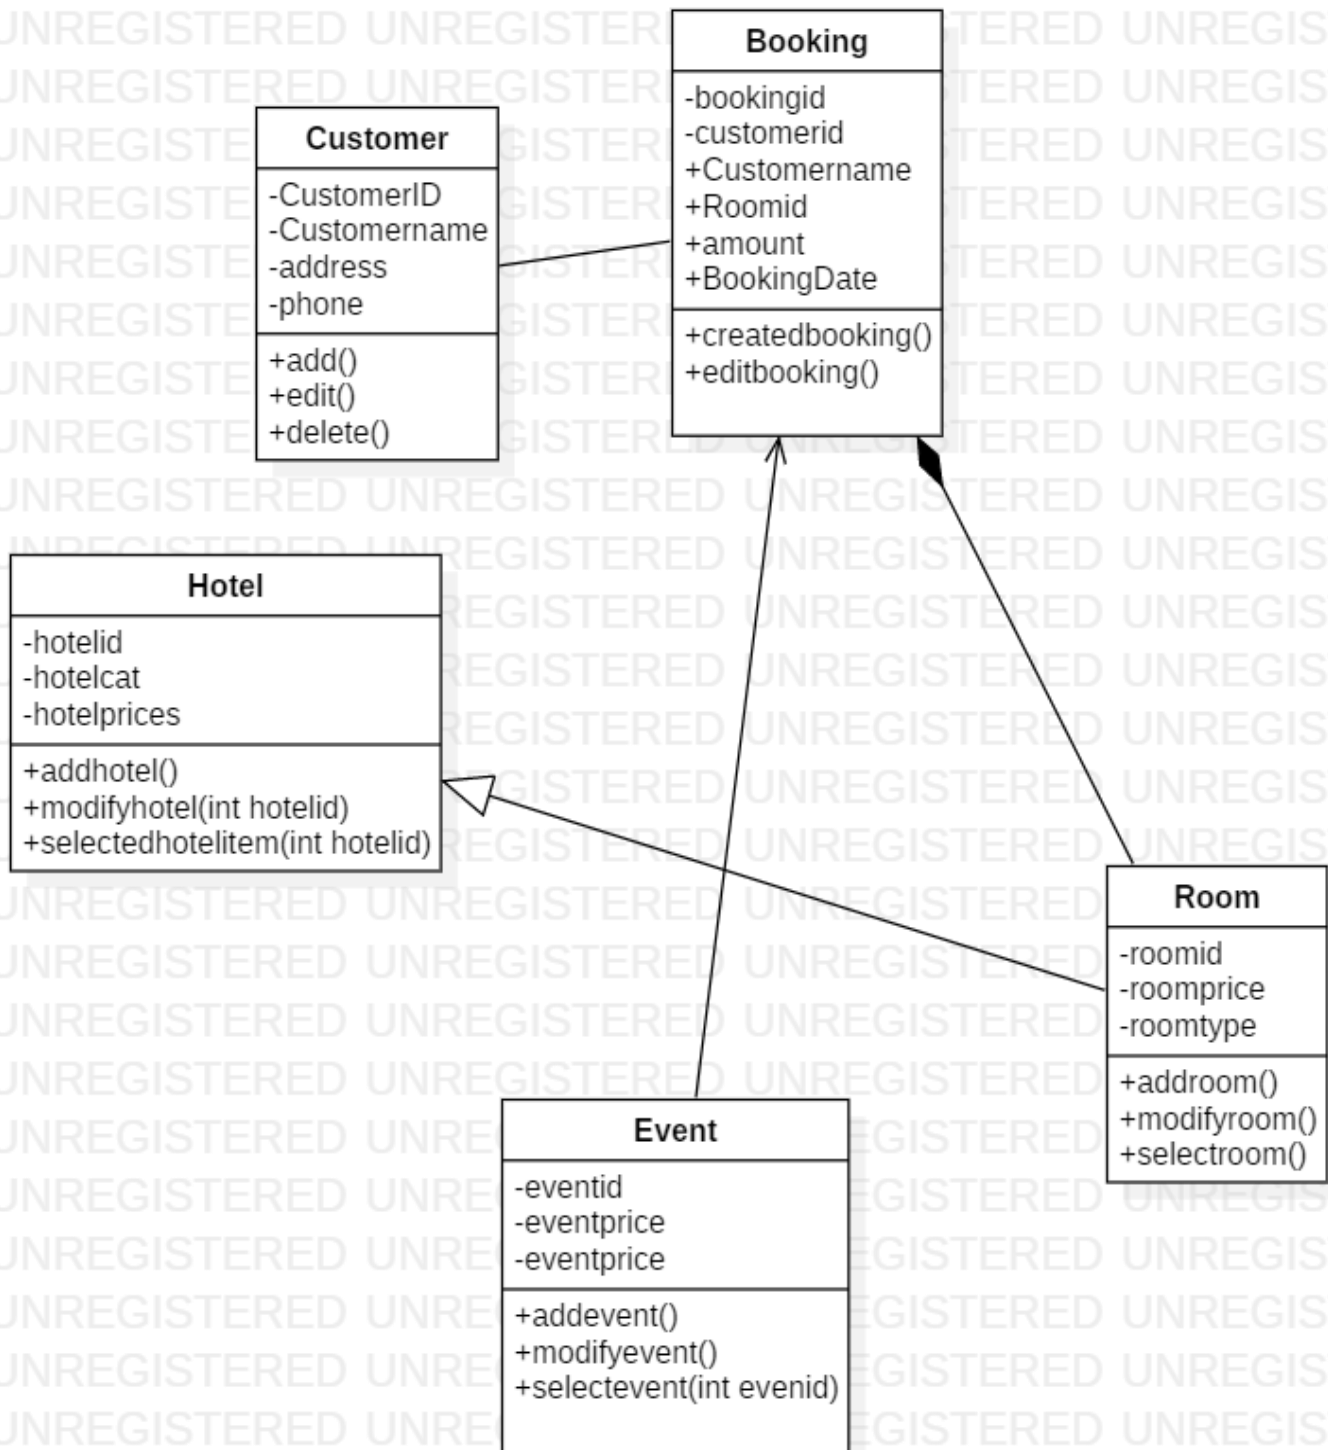 Booking
-bookingid
-customerid
+Customername
+Roomid
+amount
+BookingDate
+createdbooking()
+editbooking()
Customer
-CustomerID
-Customername
-address
-phone
+add()
+edit()
+delete()
Hotel
-hotelid
-hotelcat
-hotelprices
+addhotel()
+modifyhotel(int hotelid)
+selectedhotelitem(int hotelid)
Room
-roomid
-roomprice
-roomtype
+addroom()
+modifyroom()
+selectroom()
Event
-eventid
-eventprice
-eventprice
+addevent()
+modifyevent()
+selectevent(int evenid)
UNREGISTERED